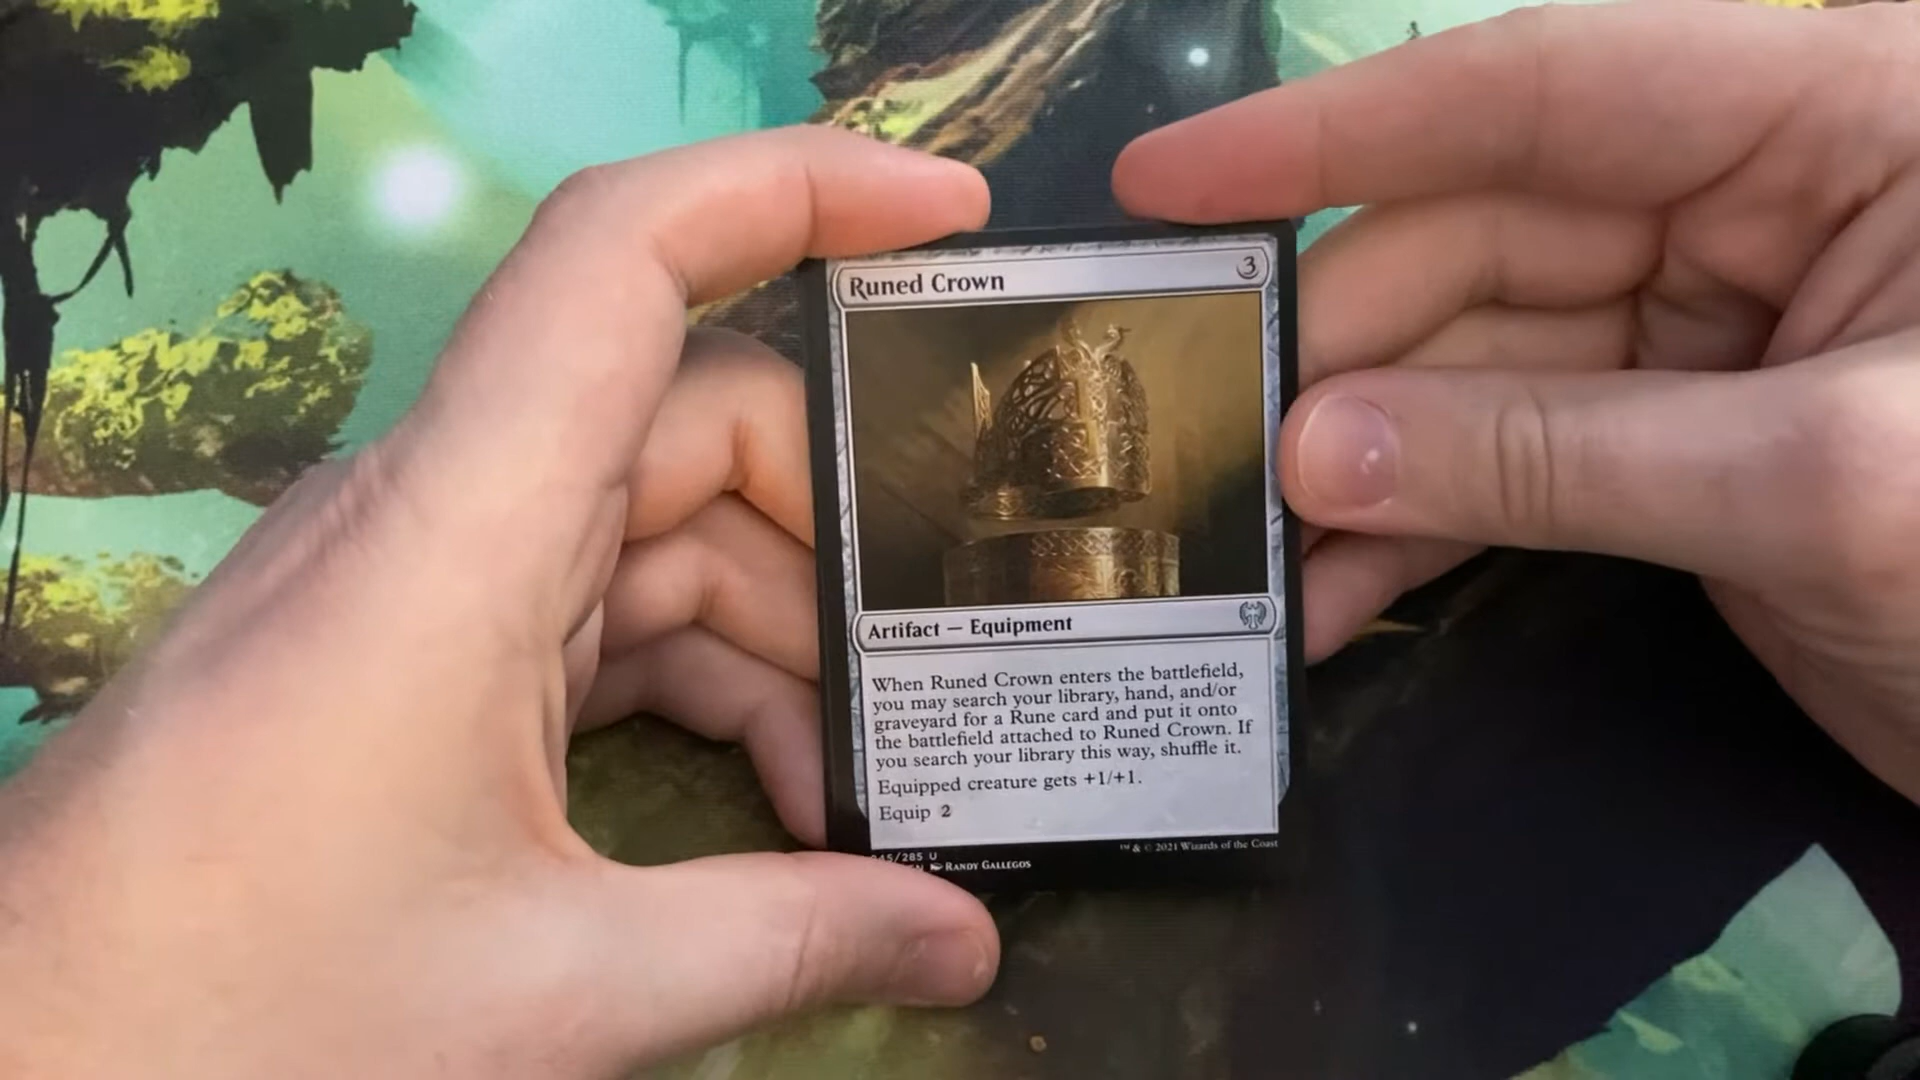 Runed Crown 3
Artifact — Equipment
When Runed Crown enters the battlefield,
you may search your library, hand, and/or
graveyard for a Rune card and put it onto
the battlefield attached to Runed Crown. If
you search your library this way, shuffle it.
Equipped creature gets +1/+1.
Equip 2
45/285 U
RANDY GALLEGOS
™ & © 2021 Wizards of the Coast